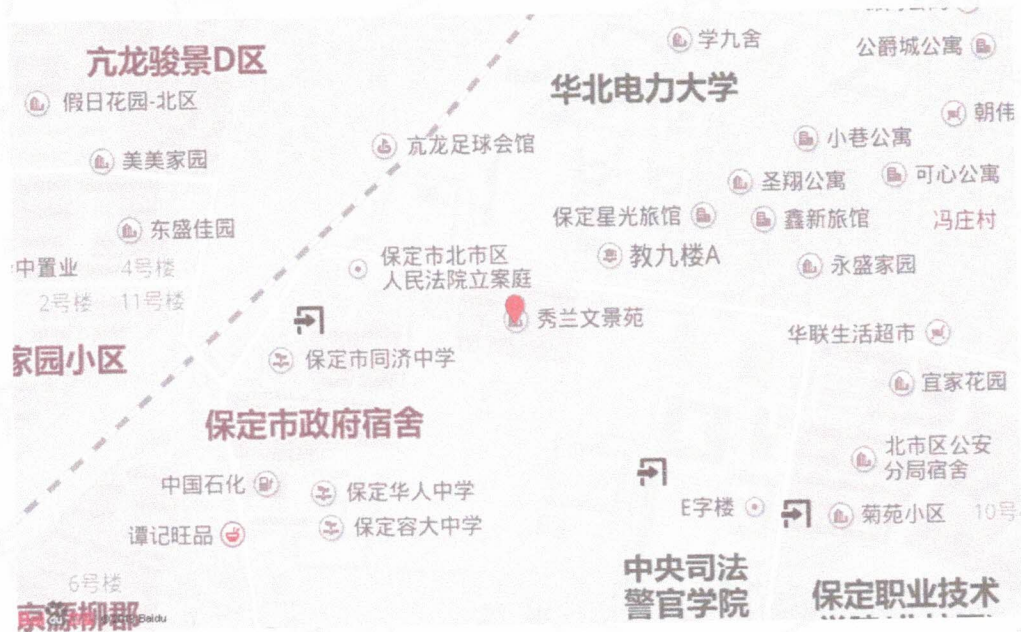 学九舍
公爵城公寓
亢龙骏景D区
华北电力大学
假日花园-北区
朝伟
小巷公寓
亢龙足球会馆
美美家园
圣翔公寓
可心公寓
保定星光旅馆
鑫新旅馆
冯庄村
东盛佳园
保定市北市区
人民法院立案庭
教九楼A
永盛家园
中置业
4号楼
2号楼
11号楼
秀兰文景苑
华联生活超市
家园小区
保定市同济中学
宜家花园
保定市政府宿舍
北市区公安
分局宿舍
中国石化
保定华人中学
E字楼
菊苑小区
10号
谭记旺品
保定容大中学
中央司法
警官学院
6号楼
保定职业技术
京源柳郡
Baidu